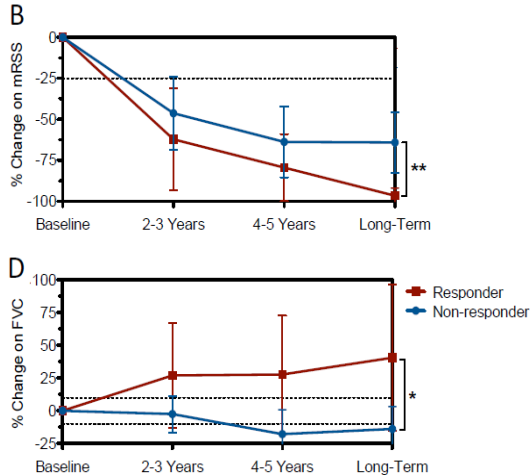 B
% Change on mRSS
0
-25
-50
-75
-100
**
Baseline
2-3 Years
4-5 Years
Long-Term
D
% Change on FVC
100
75
50
25
0
-25
*
Responder
Non-responder
Baseline
2-3 Years
4-5 Years
Long-Term